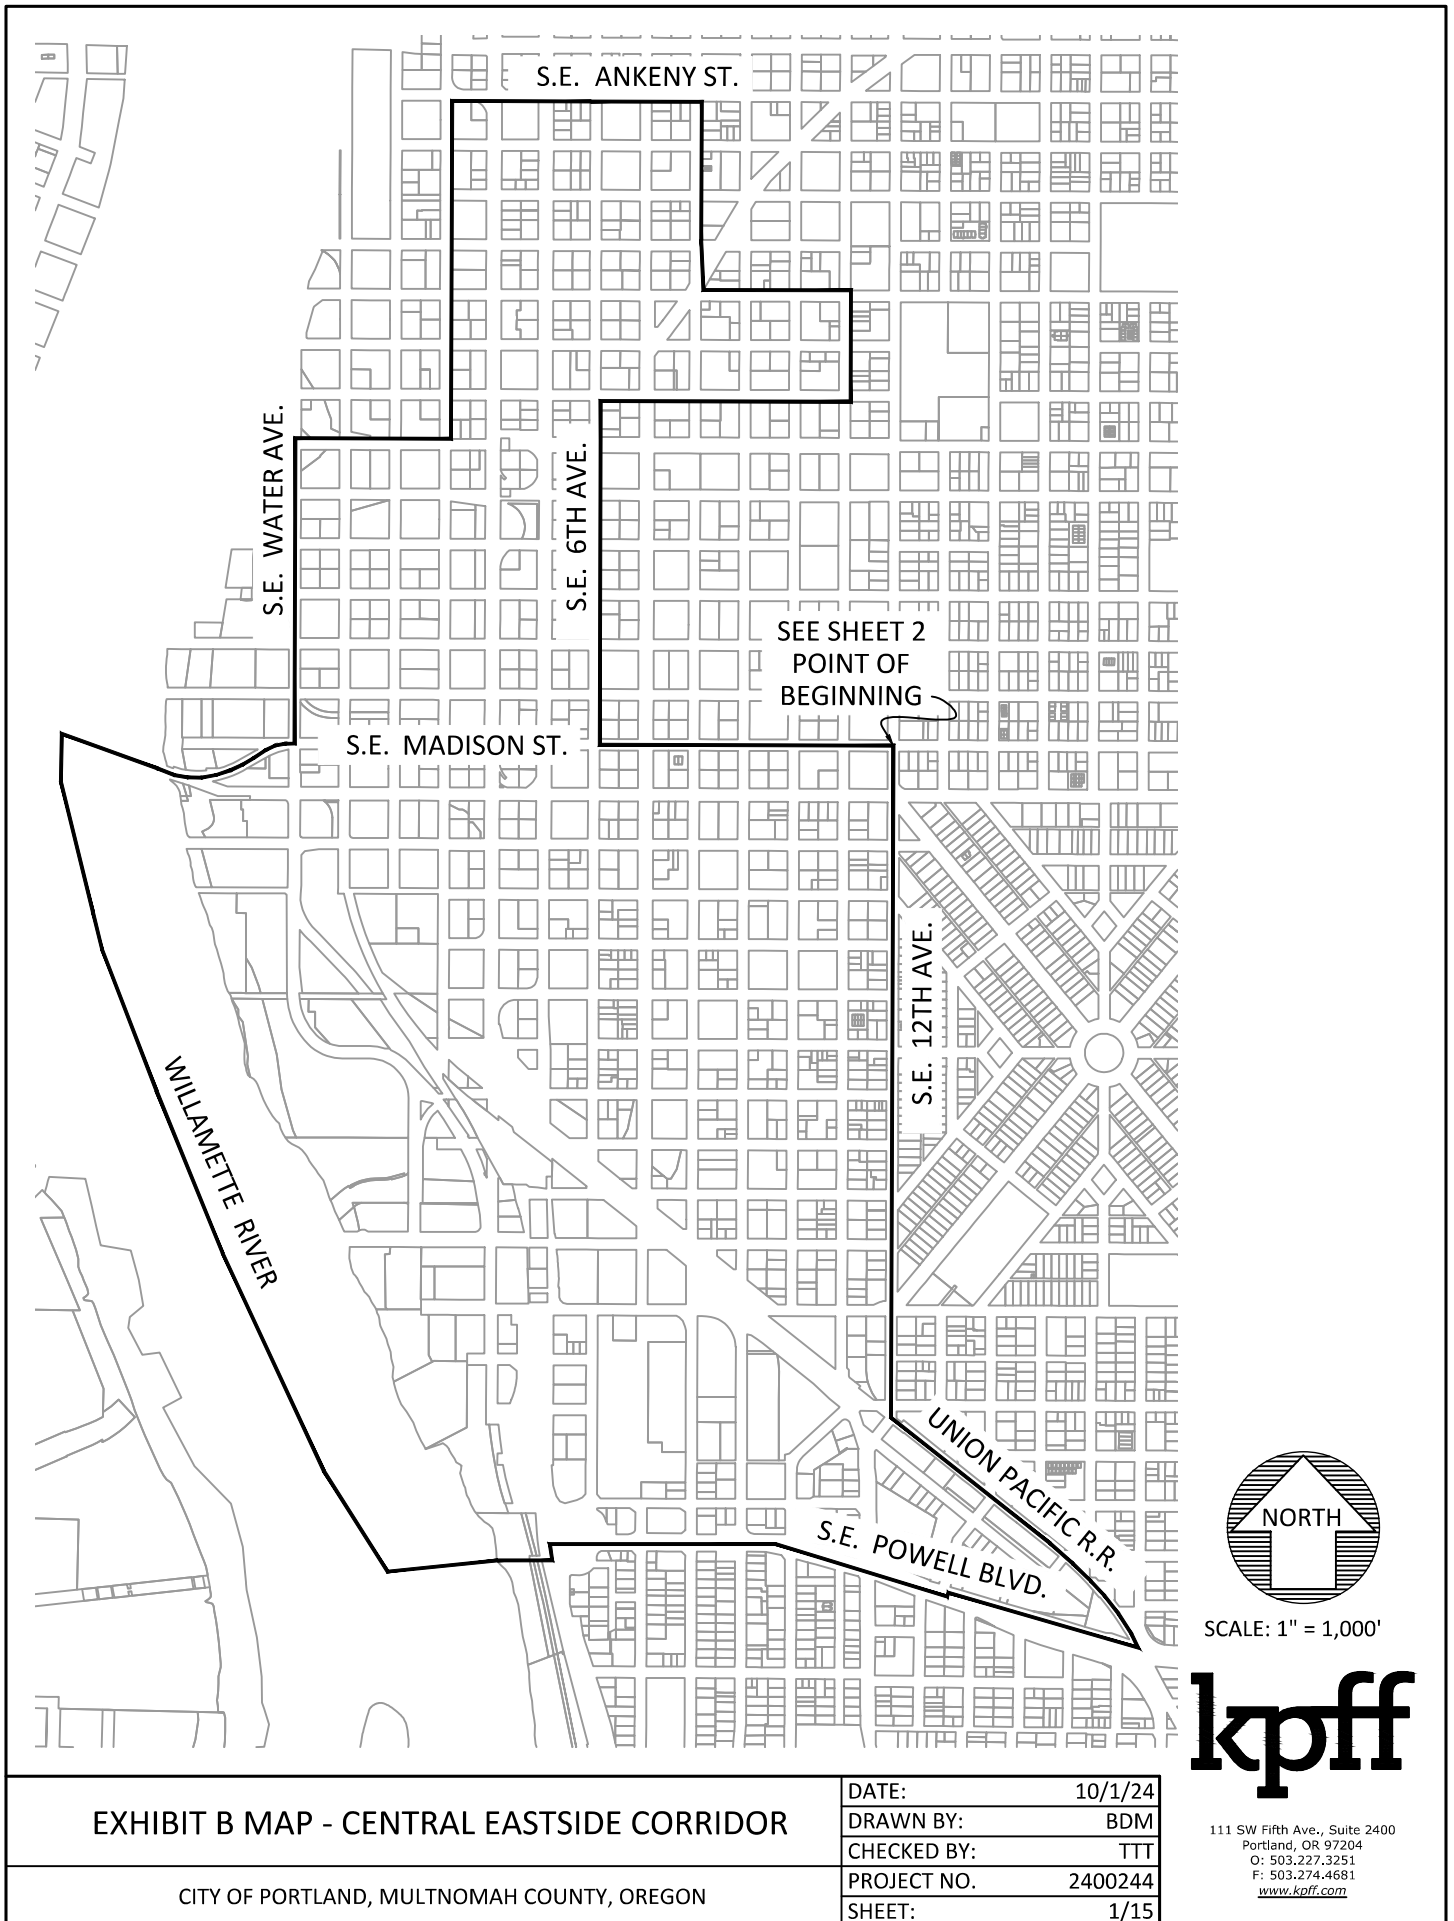 S.E. ANKENY ST.
S.E. WATER AVE.
S.E. 6TH AVE.
SEE SHEET 2
POINT OF
BEGINNING
S.E. MADISON ST.
S.E. 12TH AVE.
WILLAMETTE RIVER
UNION PACIFIC R.R.
S.E. POWELL BLVD.
NORTH
SCALE: 1" = 1,000'
kpff
111 SW Fifth Ave., Suite 2400
Portland, OR 97204
O: 503.227.3251
F: 503.274.4681
www.kpff.com
EXHIBIT B MAP - CENTRAL EASTSIDE CORRIDOR
CITY OF PORTLAND, MULTNOMAH COUNTY, OREGON
DATE: 10/1/24
DRAWN BY: BDM
CHECKED BY: TTT
PROJECT NO. 2400244
SHEET: 1/15